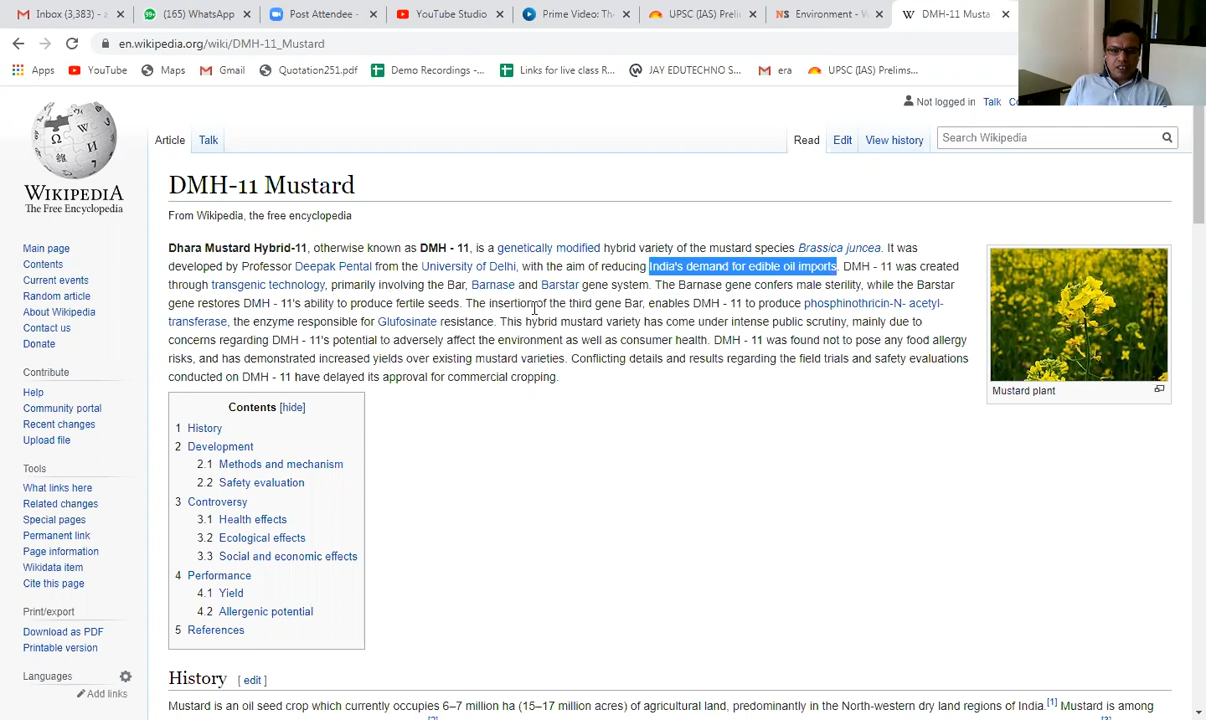 Inbox (3,383) - a
(165) WhatsApp
Post Attendee -
YouTube Studio
Prime Video: Th
UPSC (IAS) Preli
NS Environment - W
W DMH-11 Musta
en.wikipedia.org/wiki/DMH-11_Mustard
Apps YouTube Maps Gmail Quotation251.pdf Demo Recordings -... Links for live class R... JAY EDUTECHNO S... era UPSC (IAS) Prelims...
Not logged in Talk
Article Talk Read Edit View history Search Wikipedia
WIKIPEDIA
The Free Encyclopedia
Main page
Contents
Current events
Random article
About Wikipedia
Contact us
Donate
Contribute
Help
Learn to edit
Community portal
Recent changes
Upload file
Tools
What links here
Related changes
Special pages
Permanent link
Page information
Wikidata item
Cite this page
Print/export
Download as PDF
Printable version
Languages
Add links
DMH-11 Mustard
From Wikipedia, the free encyclopedia
Dhara Mustard Hybrid-11, otherwise known as DMH - 11, is a genetically modified hybrid variety of the mustard species Brassica juncea. It was
developed by Professor Deepak Pental from the University of Delhi, with the aim of reducing India's demand for edible oil imports. DMH - 11 was created
through transgenic technology, primarily involving the Bar, Barnase and Barstar gene system. The Barnase gene confers male sterility, while the Barstar
gene restores DMH - 11's ability to produce fertile seeds. The insertion of the third gene Bar, enables DMH - 11 to produce phosphinothricin-N- acetyl-
transferase, the enzyme responsible for Glufosinate resistance. This hybrid mustard variety has come under intense public scrutiny, mainly due to
concerns regarding DMH - 11's potential to adversely affect the environment as well as consumer health. DMH - 11 was found not to pose any food allergy
risks, and has demonstrated increased yields over existing mustard varieties. Conflicting details and results regarding the field trials and safety evaluations
conducted on DMH - 11 have delayed its approval for commercial cropping.
Mustard plant
Contents [hide]
1 History
2 Development
2.1 Methods and mechanism
2.2 Safety evaluation
3 Controversy
3.1 Health effects
3.2 Ecological effects
3.3 Social and economic effects
4 Performance
4.1 Yield
4.2 Allergenic potential
5 References
History [ edit ]
Mustard is an oil seed crop which currently occupies 6–7 million ha (15–17 million acres) of agricultural land, predominantly in the North-western dry land regions of India.[1] Mustard is among